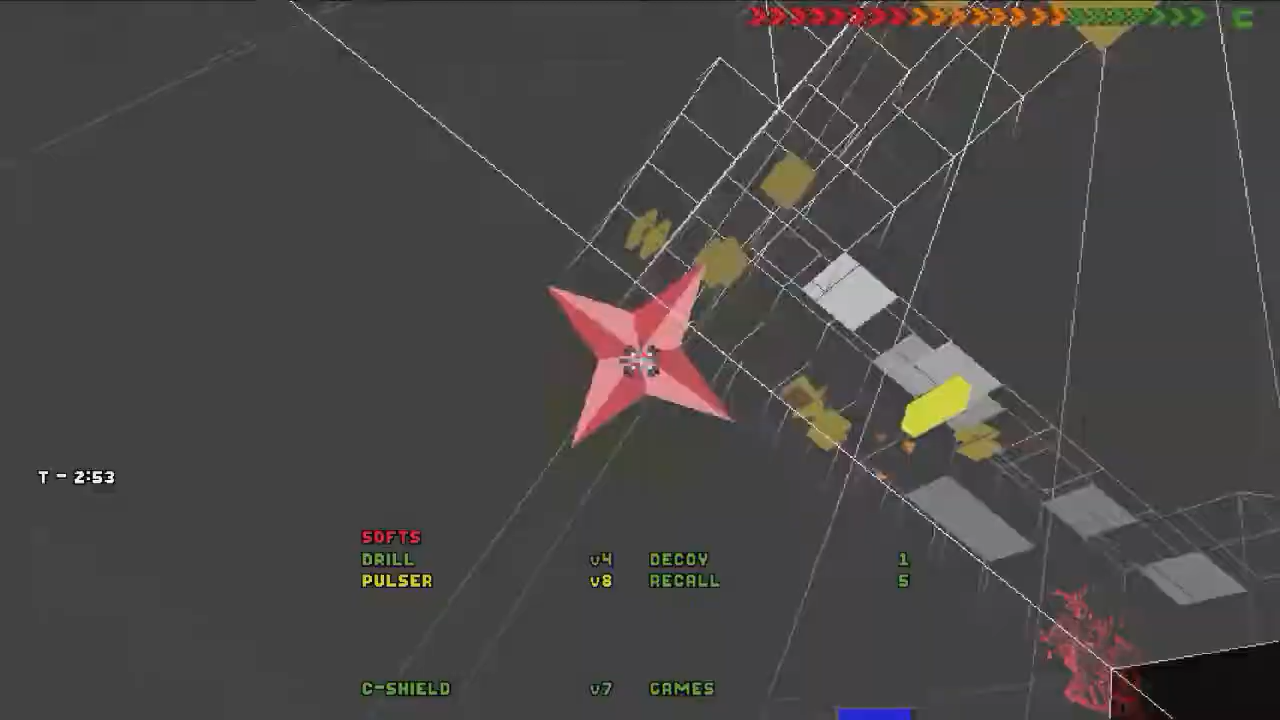 C
T - 2:53
SOFTS
DRILL v4 DECOY 1
PULSER v8 RECALL 5
C-SHIELD v7 GAMES